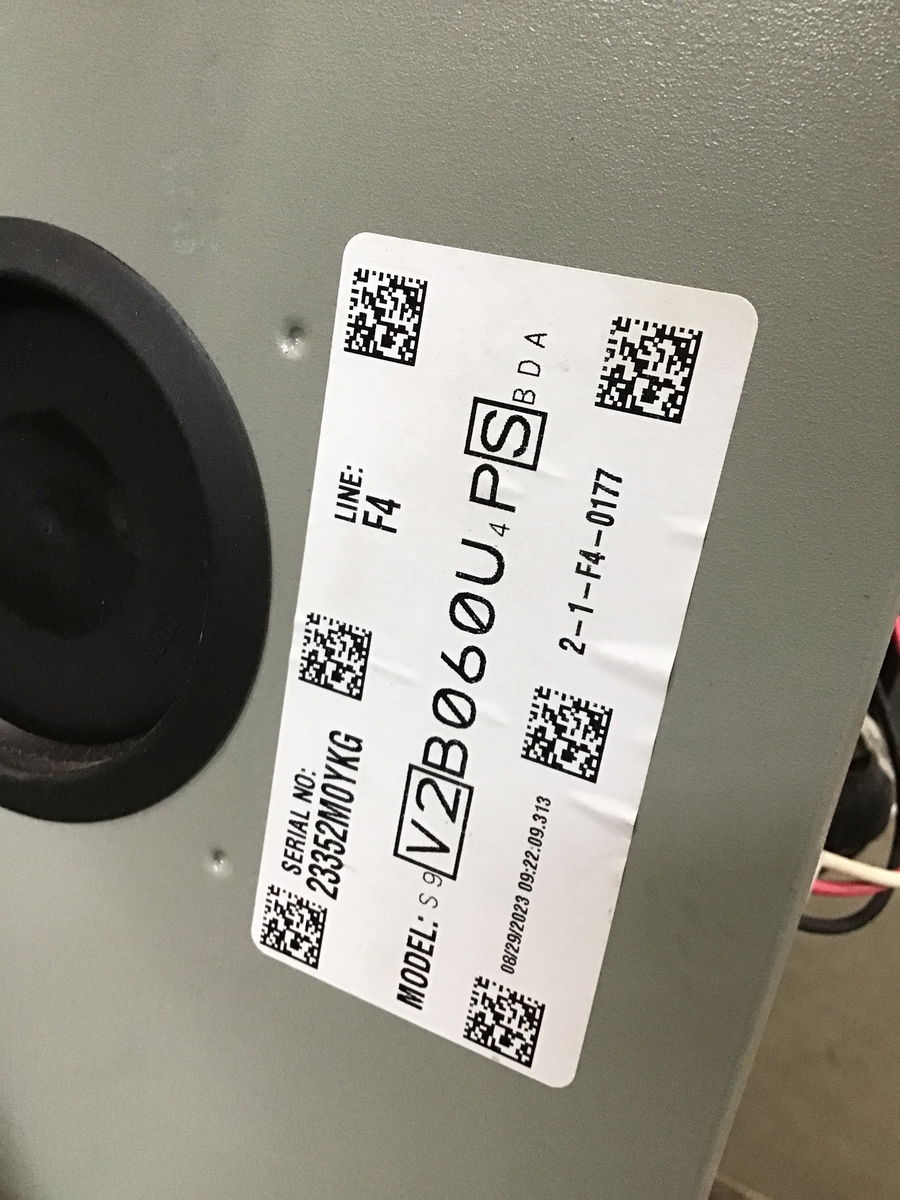 SERIAL NO:
23352M0YKG
LINE:
F4
MODEL: S9V2B060U4PSBDA
08/29/2023 09:22:09.313
2-1-F4-0177